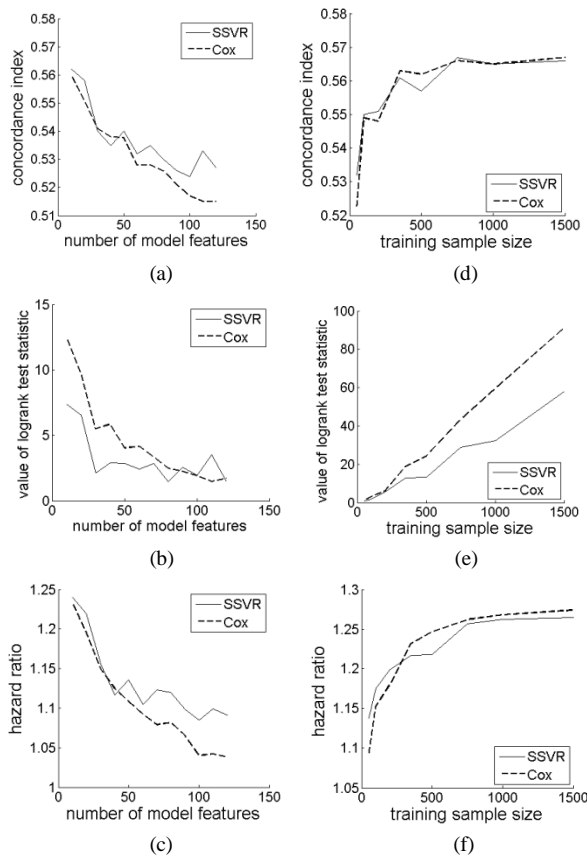 concordance index
0.58
0.57
0.56
0.55
0.54
0.53
0.52
0.51
0
50
100
150
number of model features
SSVR
Cox
(a)
concordance index
0.58
0.57
0.56
0.55
0.54
0.53
0.52
0
500
1000
1500
training sample size
SSVR
Cox
(d)
value of logrank test statistic
15
10
5
0
0
50
100
150
number of model features
SSVR
Cox
(b)
value of logrank test statistic
100
80
60
40
20
0
0
500
1000
1500
training sample size
SSVR
Cox
(e)
hazard ratio
1.25
1.2
1.15
1.1
1.05
1
0
50
100
150
number of model features
SSVR
Cox
(c)
hazard ratio
1.3
1.25
1.2
1.15
1.1
1.05
0
500
1000
1500
training sample size
SSVR
Cox
(f)